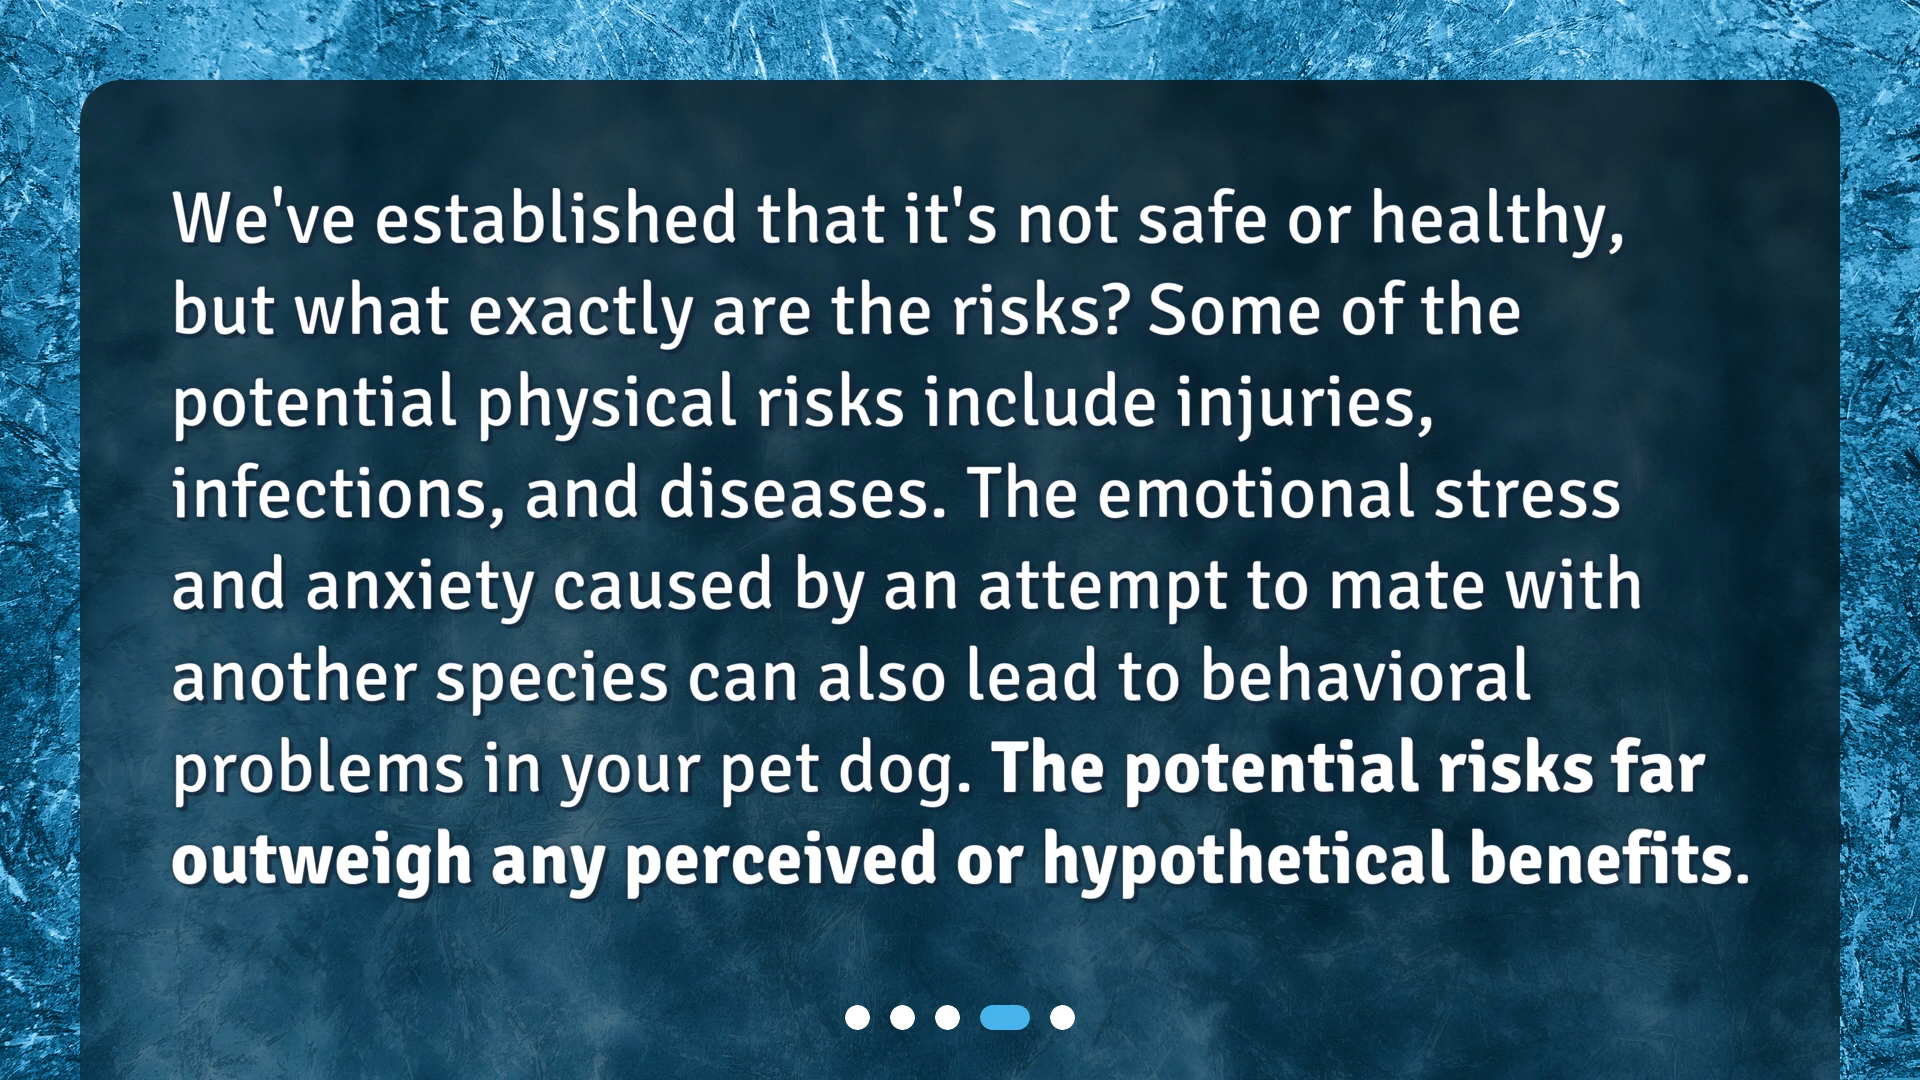 We've established that it's not safe or healthy,
but what exactly are the risks? Some of the
potential physical risks include injuries,
infections, and diseases. The emotional stress
and anxiety caused by an attempt to mate with
another species can also lead to behavioral
problems in your pet dog. The potential risks far
outweigh any perceived or hypothetical benefits.